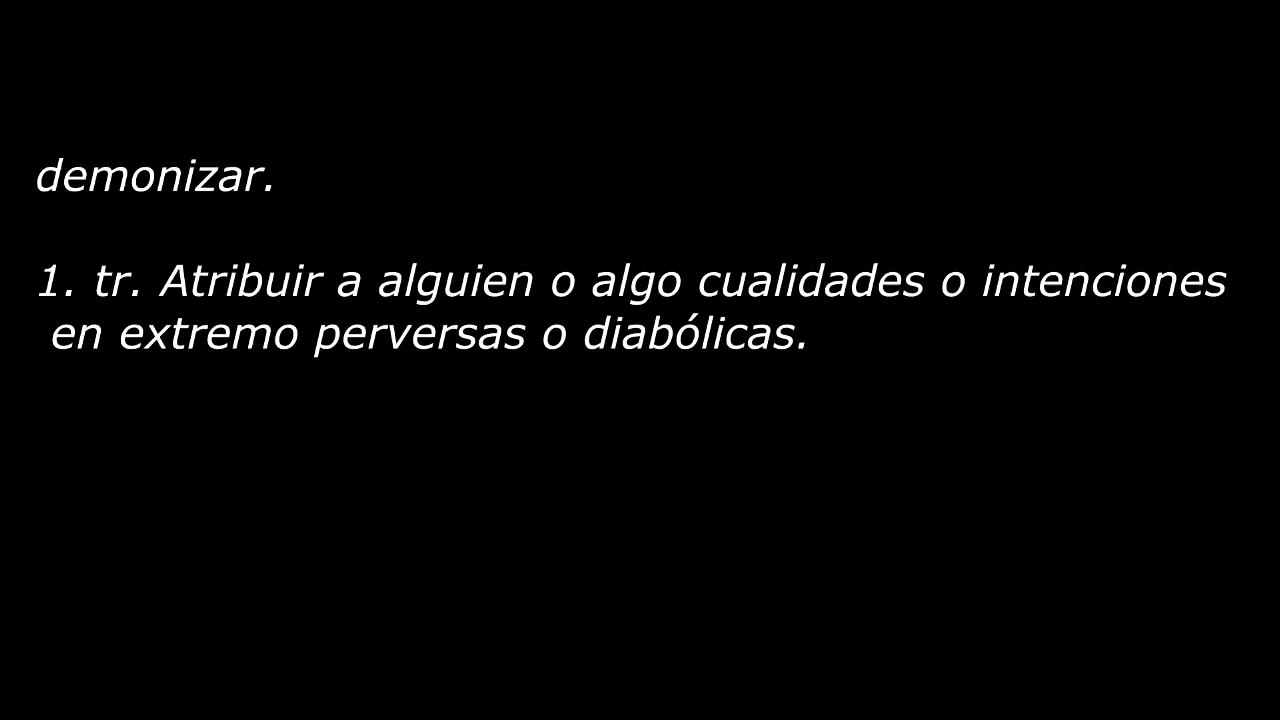 demonizar.
1. tr. Atribuir a alguien o algo cualidades o intenciones
en extremo perversas o diabólicas.